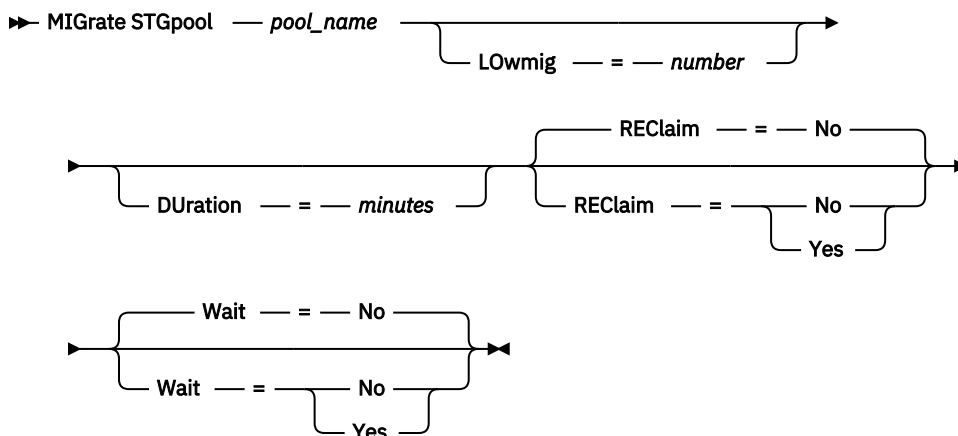 MIGrate STGpool pool_name
LOwmig = number
REClaim = No
DUration = minutes
REClaim = No
Yes
Wait = No
Wait = No
Yes